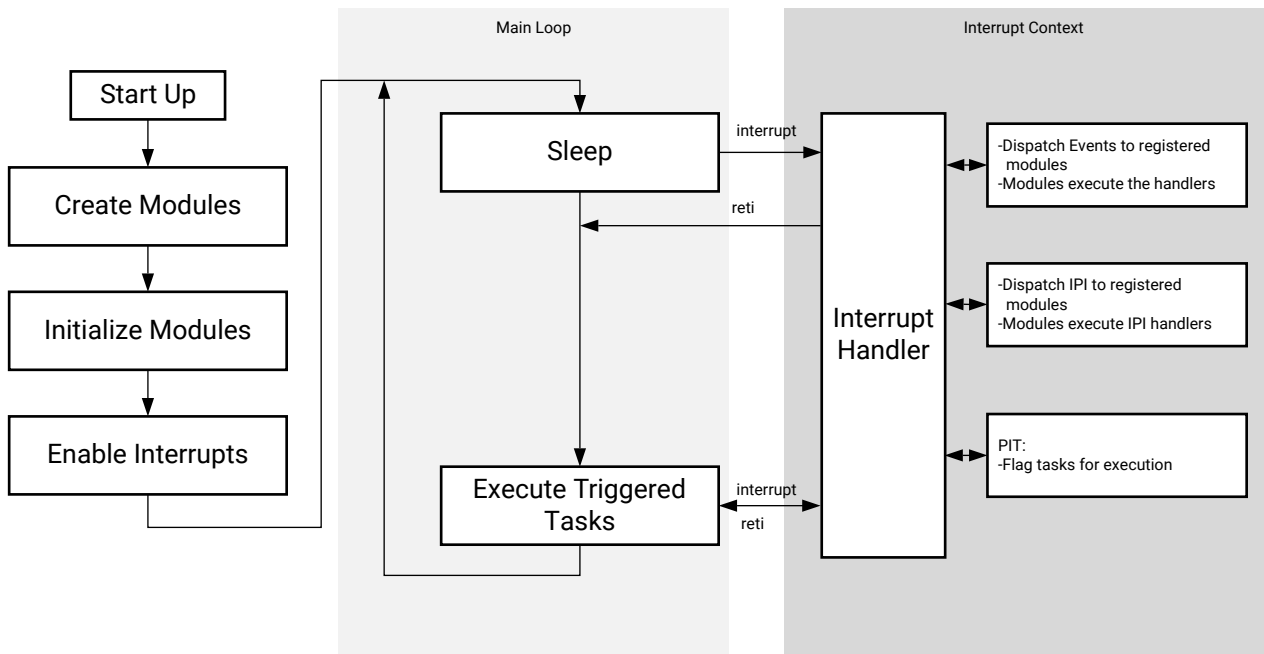 Main Loop
Interrupt Context
Start Up
Create Modules
Initialize Modules
Enable Interrupts
Sleep
interrupt
reti
Execute Triggered
Tasks
interrupt
reti
Interrupt
Handler
-Dispatch Events to registered
modules
-Modules execute the handlers
-Dispatch IPI to registered
modules
-Modules execute IPI handlers
PIT:
-Flag tasks for execution